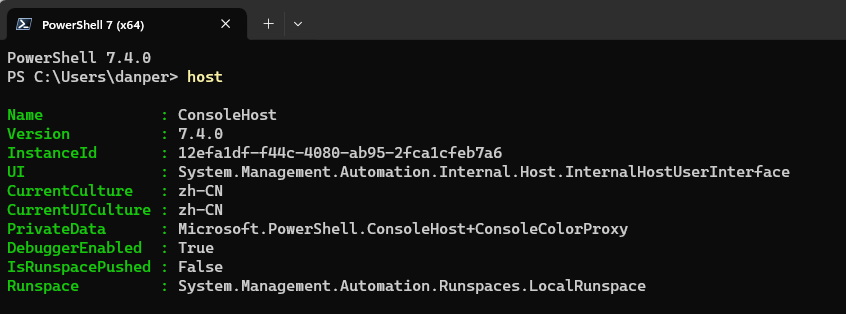 PowerShell 7 (x64)
PowerShell 7.4.0
PS C:\Users\danper> host
Name             : ConsoleHost
Version          : 7.4.0
InstanceId       : 12efa1df-f44c-4080-ab95-2fca1cfeb7a6
UI               : System.Management.Automation.Internal.Host.InternalHostUserInterface
CurrentCulture   : zh-CN
CurrentUICulture : zh-CN
PrivateData      : Microsoft.PowerShell.ConsoleHost+ConsoleColorProxy
DebuggerEnabled  : True
IsRunspacePushed : False
Runspace         : System.Management.Automation.Runspaces.LocalRunspace